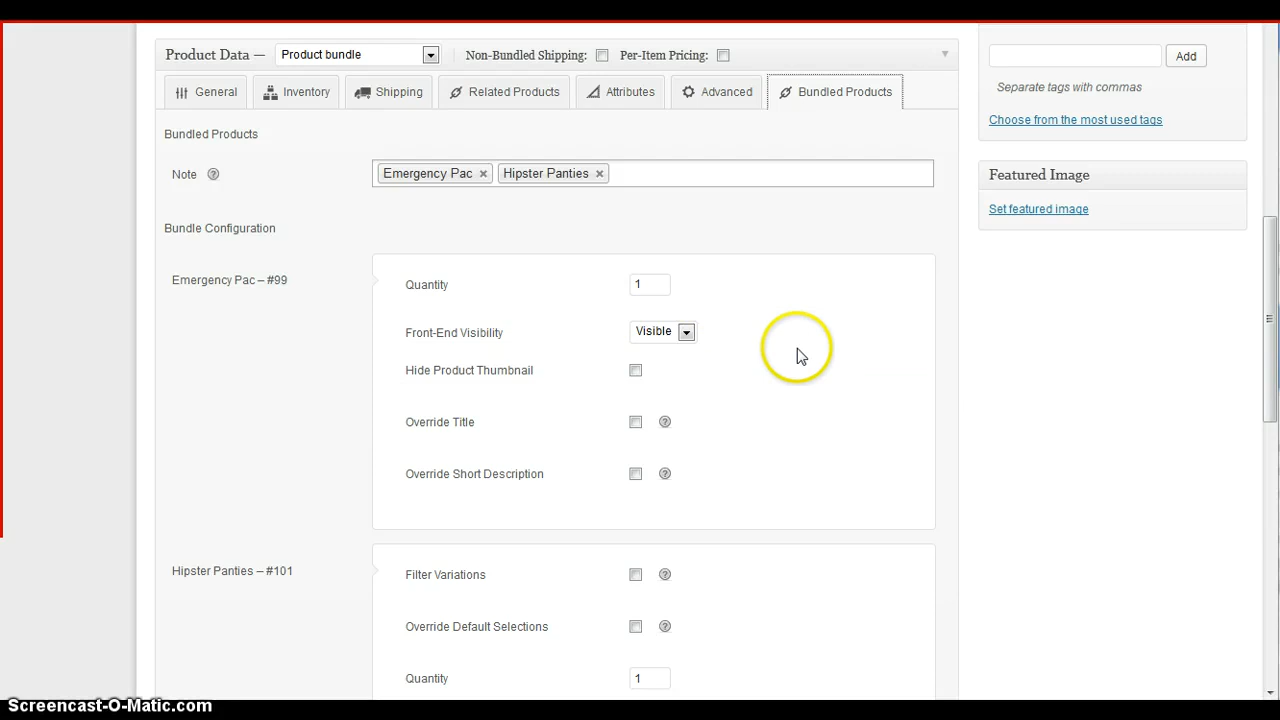 Product Data — Product bundle Non-Bundled Shipping: Per-Item Pricing:
General Inventory Shipping Related Products Attributes Advanced Bundled Products
Bundled Products
Note ? Emergency Pac × Hipster Panties ×
Bundle Configuration
Emergency Pac – #99
Quantity 1
Front-End Visibility Visible
Hide Product Thumbnail
Override Title ?
Override Short Description ?
Hipster Panties – #101
Filter Variations ?
Override Default Selections ?
Quantity 1
Add
Separate tags with commas
Choose from the most used tags
Featured Image
Set featured image
Screencast-O-Matic.com